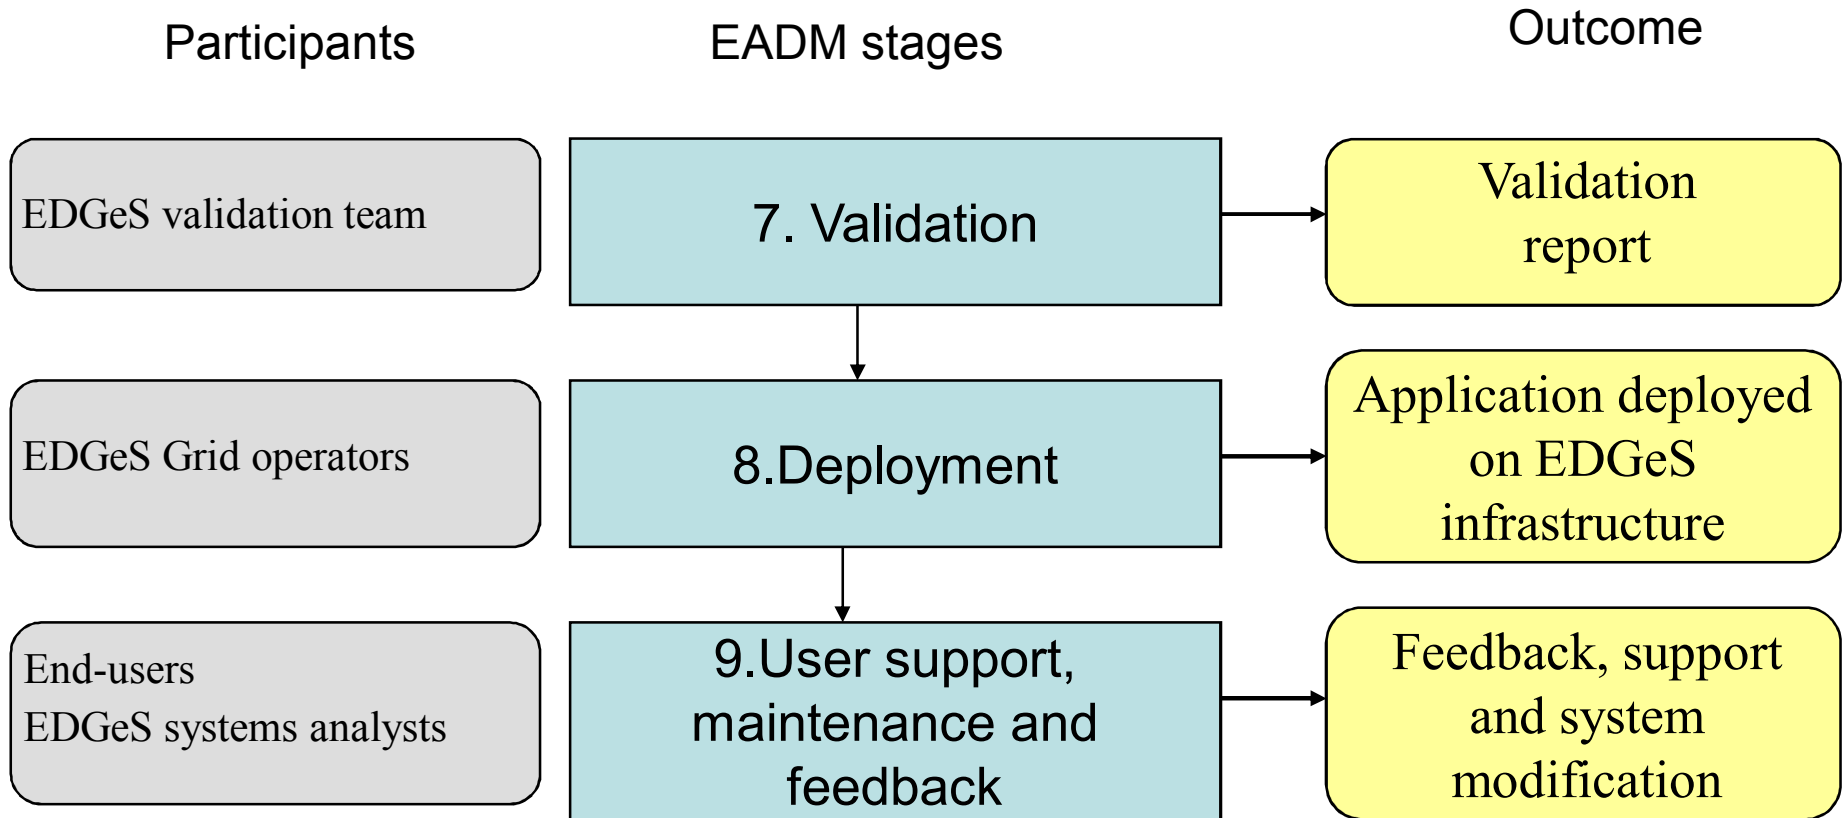 Participants
EADM stages
Outcome
EDGeS validation team
7. Validation
Validation
report
EDGeS Grid operators
8.Deployment
Application deployed
on EDGeS
infrastructure
End-users
EDGeS systems analysts
9.User support,
maintenance and
feedback
Feedback, support
and system
modification